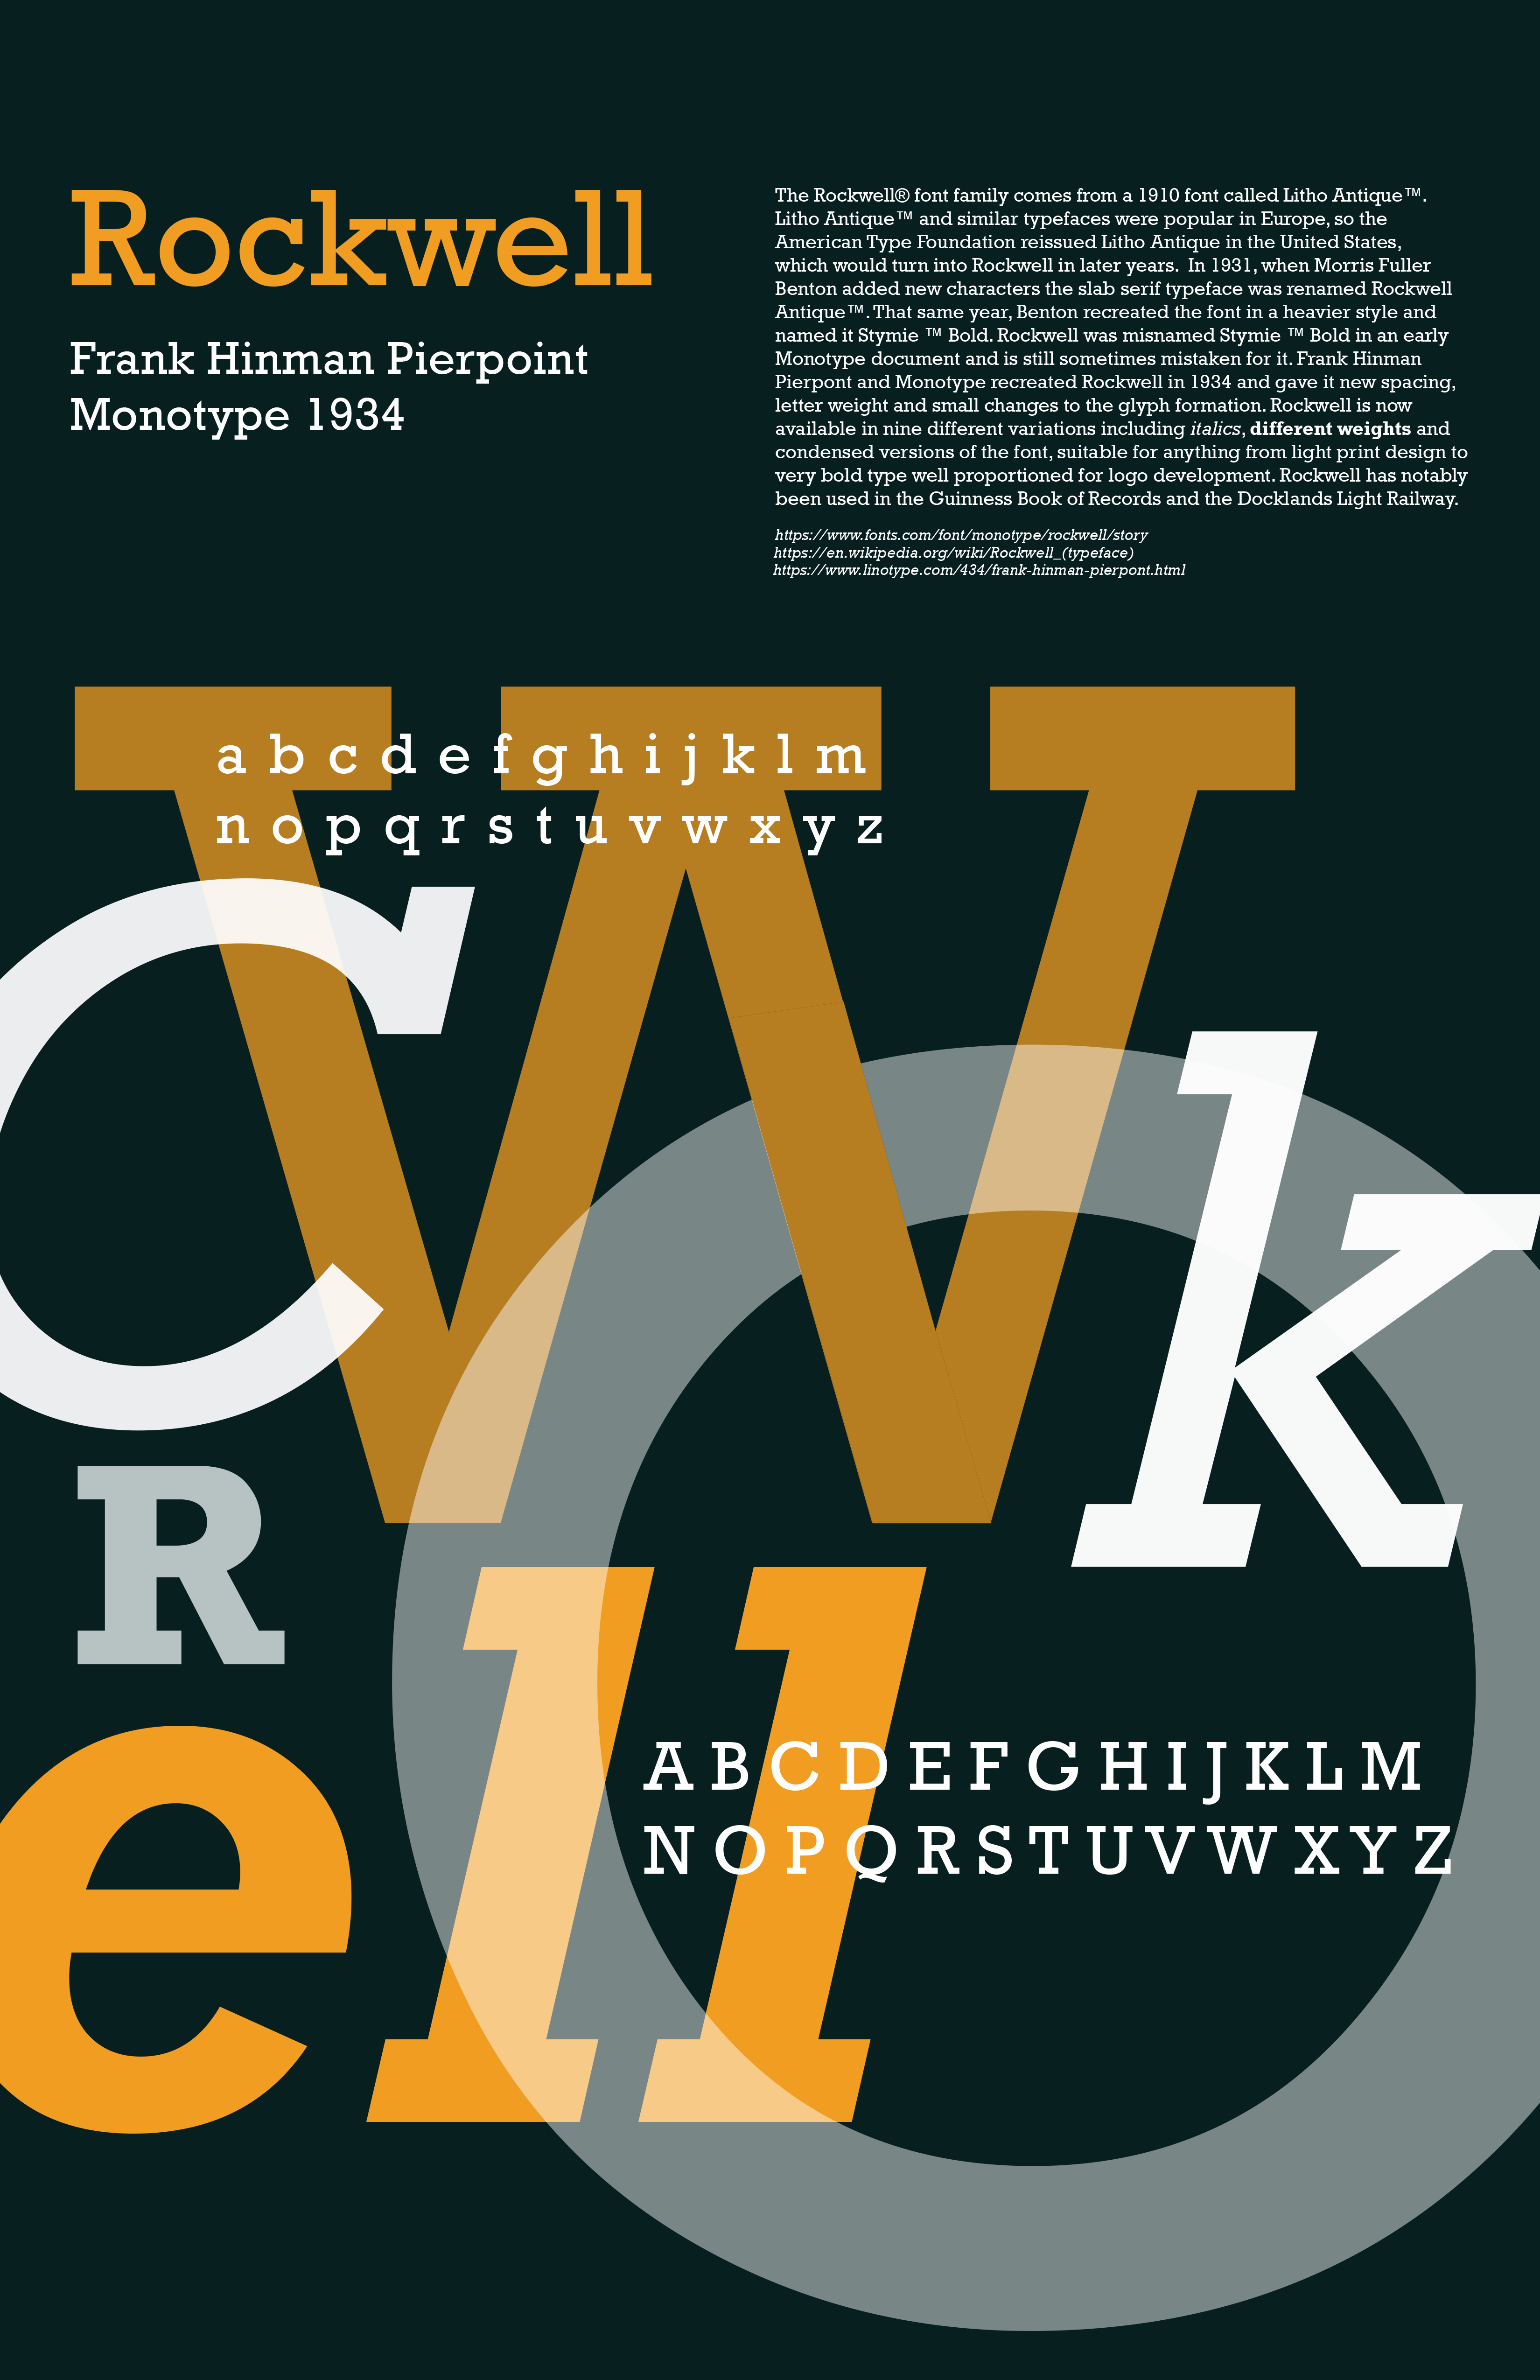 Rockwell
Frank Hinman Pierpoint
Monotype 1934
The Rockwell® font family comes from a 1910 font called Litho Antique™.
Litho Antique™ and similar typefaces were popular in Europe, so the
American Type Foundation reissued Litho Antique in the United States,
which would turn into Rockwell in later years.  In 1931, when Morris Fuller
Benton added new characters the slab serif typeface was renamed Rockwell
Antique™. That same year, Benton recreated the font in a heavier style and
named it Stymie ™ Bold. Rockwell was misnamed Stymie ™ Bold in an early
Monotype document and is still sometimes mistaken for it. Frank Hinman
Pierpont and Monotype recreated Rockwell in 1934 and gave it new spacing,
letter weight and small changes to the glyph formation. Rockwell is now
available in nine different variations including italics, different weights and
condensed versions of the font, suitable for anything from light print design to
very bold type well proportioned for logo development. Rockwell has notably
been used in the Guinness Book of Records and the Docklands Light Railway.
https://www.fonts.com/font/monotype/rockwell/story
https://en.wikipedia.org/wiki/Rockwell_(typeface)
https://www.linotype.com/434/frank-hinman-pierpont.html
W
a b c d e f g h i j k l m
n o p q r s t u v w x y z
c
o
k
R
e ll
A B C D E F G H I J K L M
N O P Q R S T U V W X Y Z